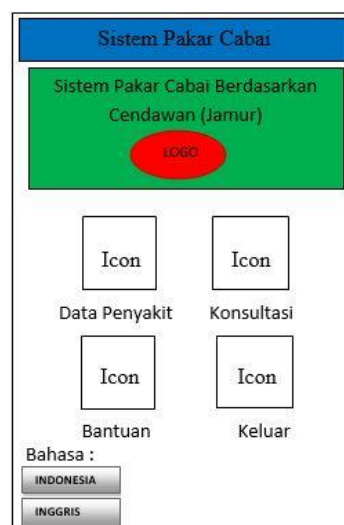 Sistem Pakar Cabai
Sistem Pakar Cabai Berdasarkan
Cendawan (Jamur)
LOGO
Icon
Icon
Data Penyakit
Konsultasi
Icon
Icon
Bantuan
Keluar
Bahasa :
INDONESIA
INGGRIS